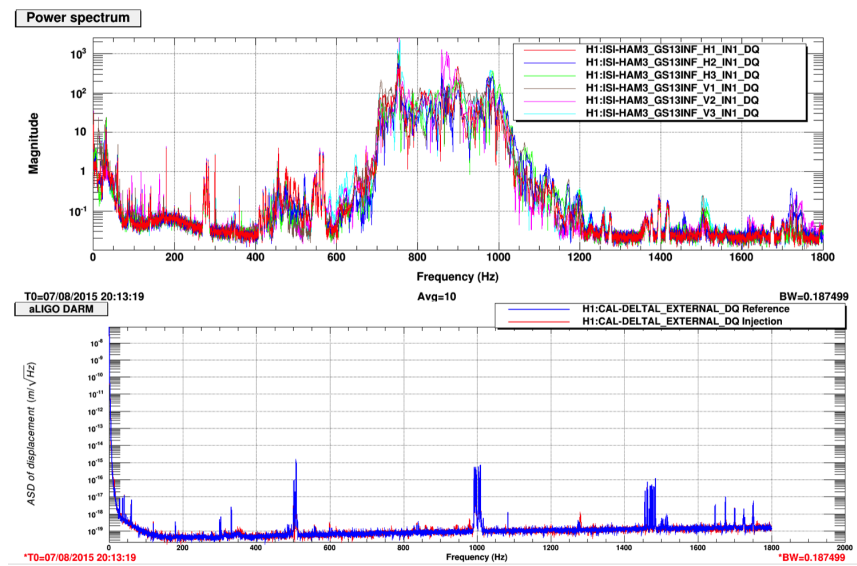 Power spectrum
10³
10²
10
1
10⁻¹
Magnitude
H1:ISI-HAM3_GS13INF_H1_IN1_DQ
H1:ISI-HAM3_GS13INF_H2_IN1_DQ
H1:ISI-HAM3_GS13INF_H3_IN1_DQ
H1:ISI-HAM3_GS13INF_V1_IN1_DQ
H1:ISI-HAM3_GS13INF_V2_IN1_DQ
H1:ISI-HAM3_GS13INF_V3_IN1_DQ
0 200 400 600 800 1000 1200 1400 1600 1800
Frequency (Hz)
T0=07/08/2015 20:13:19 Avg=10 BW=0.187499
aLIGO DARM
H1:CAL-DELTAL_EXTERNAL_DQ Reference
H1:CAL-DELTAL_EXTERNAL_DQ Injection
ASD of displacement (m/√Hz)
10⁻⁸
10⁻⁹
10⁻¹⁰
10⁻¹¹
10⁻¹²
10⁻¹³
10⁻¹⁴
10⁻¹⁵
10⁻¹⁶
10⁻¹⁷
10⁻¹⁸
10⁻¹⁹
0 200 400 600 800 1000 1200 1400 1600 1800 2000
Frequency (Hz)
*T0=07/08/2015 20:13:19 *BW=0.187499